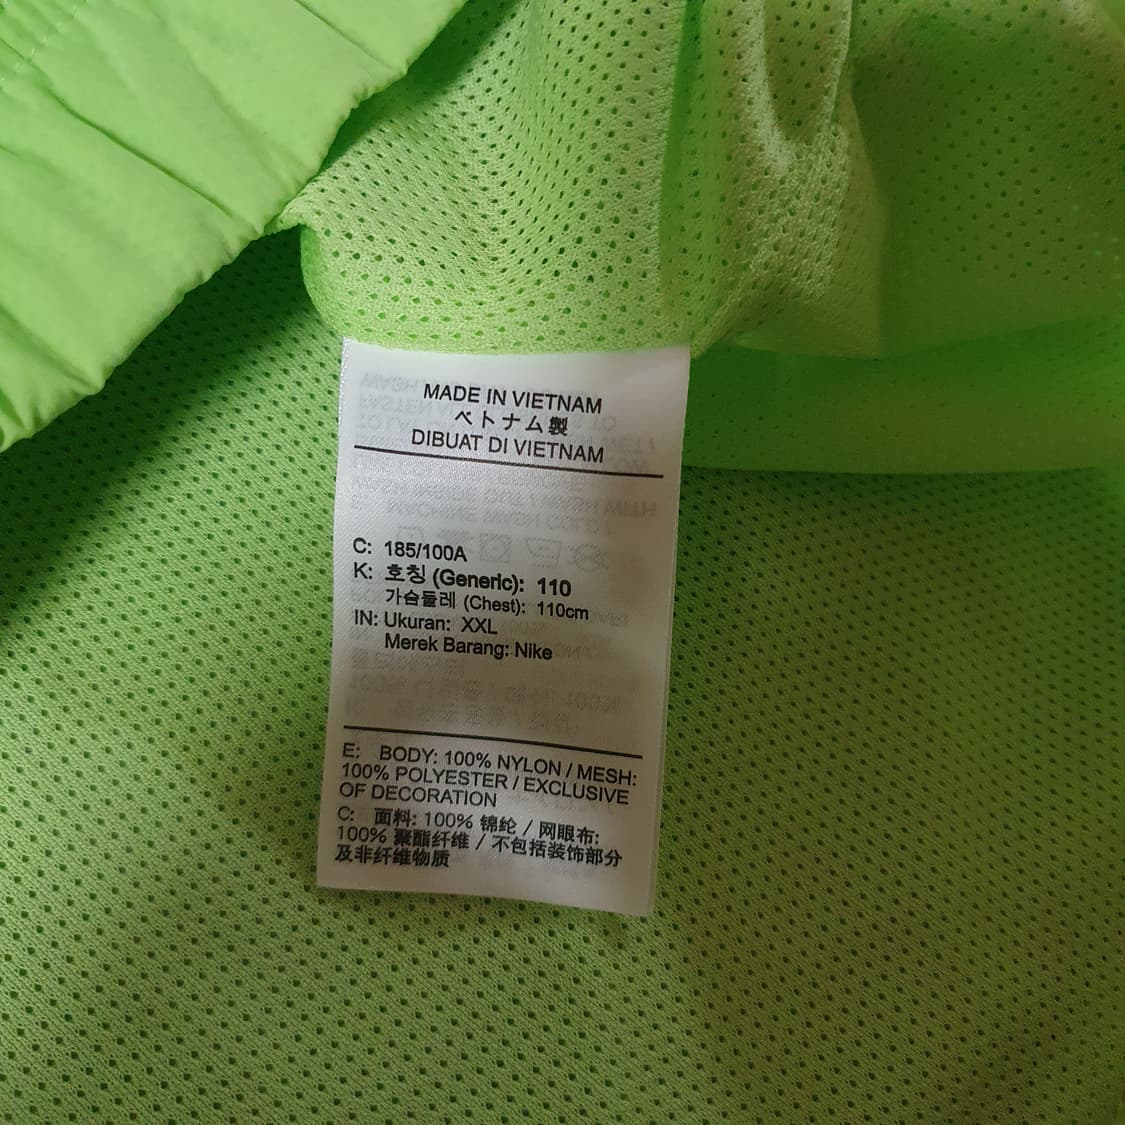 MADE IN VIETNAM
ベトナム製
DIBUAT DI VIETNAM
C: 185/100A
K: 호칭 (Generic): 110
가슴둘레 (Chest): 110cm
IN: Ukuran: XXL
Merek Barang: Nike
E: BODY: 100% NYLON / MESH:
100% POLYESTER / EXCLUSIVE
OF DECORATION
C: 面料: 100% 锦纶 / 网眼布:
100% 聚酯纤维 / 不包括装饰部分
及非纤维物质